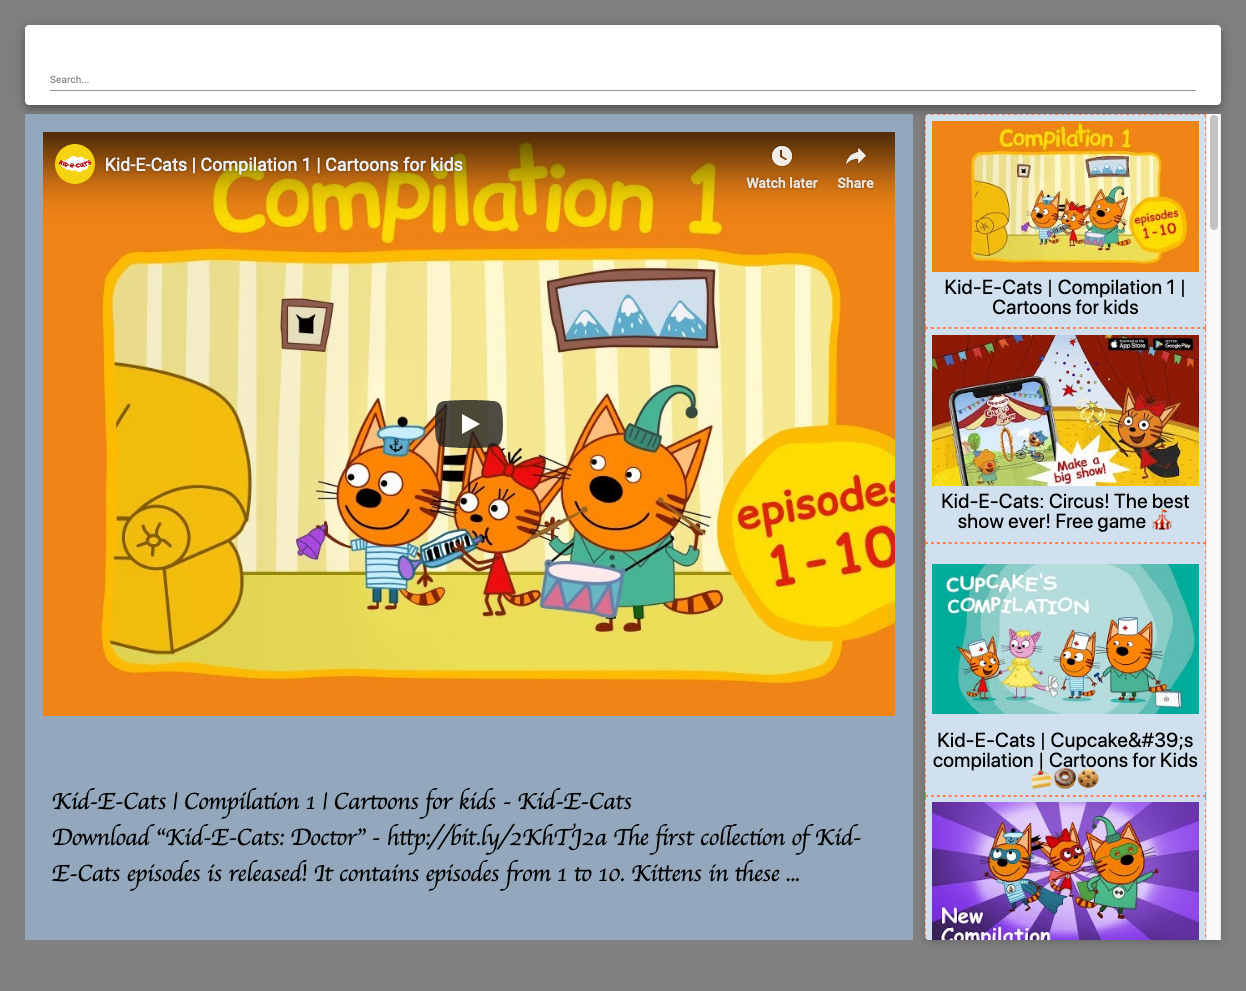 Search...
KID-E-CATS
Kid-E-Cats | Compilation 1 | Cartoons for kids
Watch later
Share
Compilation 1
episodes
1-10
Kid-E-Cats | Compilation 1 | Cartoons for kids - Kid-E-Cats
Download “Kid-E-Cats: Doctor” - http://bit.ly/2KhTJ2a The first collection of Kid-
E-Cats episodes is released! It contains episodes from 1 to 10. Kittens in these ...
Compilation 1
episodes
1-10
Kid-E-Cats | Compilation 1 |
Cartoons for kids
App Store
Google Play
Make a
big show!
Kid-E-Cats: Circus! The best
show ever! Free game 🎪
CUPCAKE'S
COMPILATION
Kid-E-Cats | Cupcake&#39;s
compilation | Cartoons for Kids
🍰🍩🍪
New
Compilation